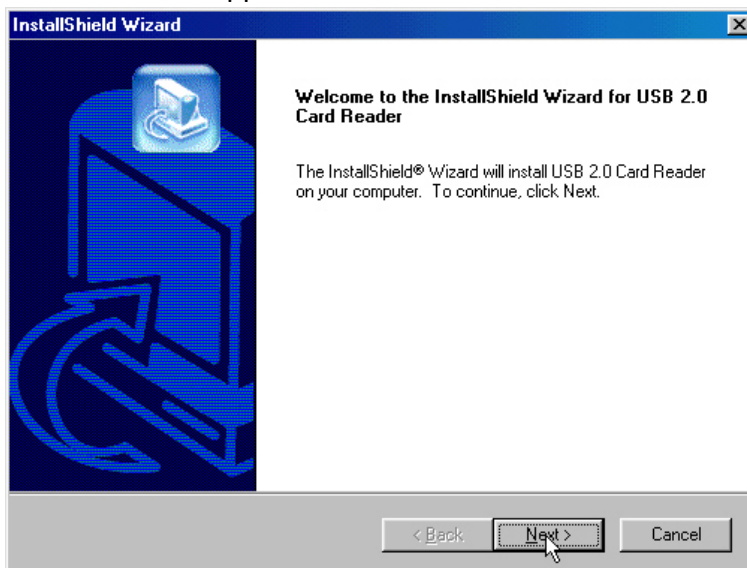 InstallShield Wizard
Welcome to the InstallShield Wizard for USB 2.0
Card Reader
The InstallShield® Wizard will install USB 2.0 Card Reader
on your computer. To continue, click Next.
< Back
Next >
Cancel